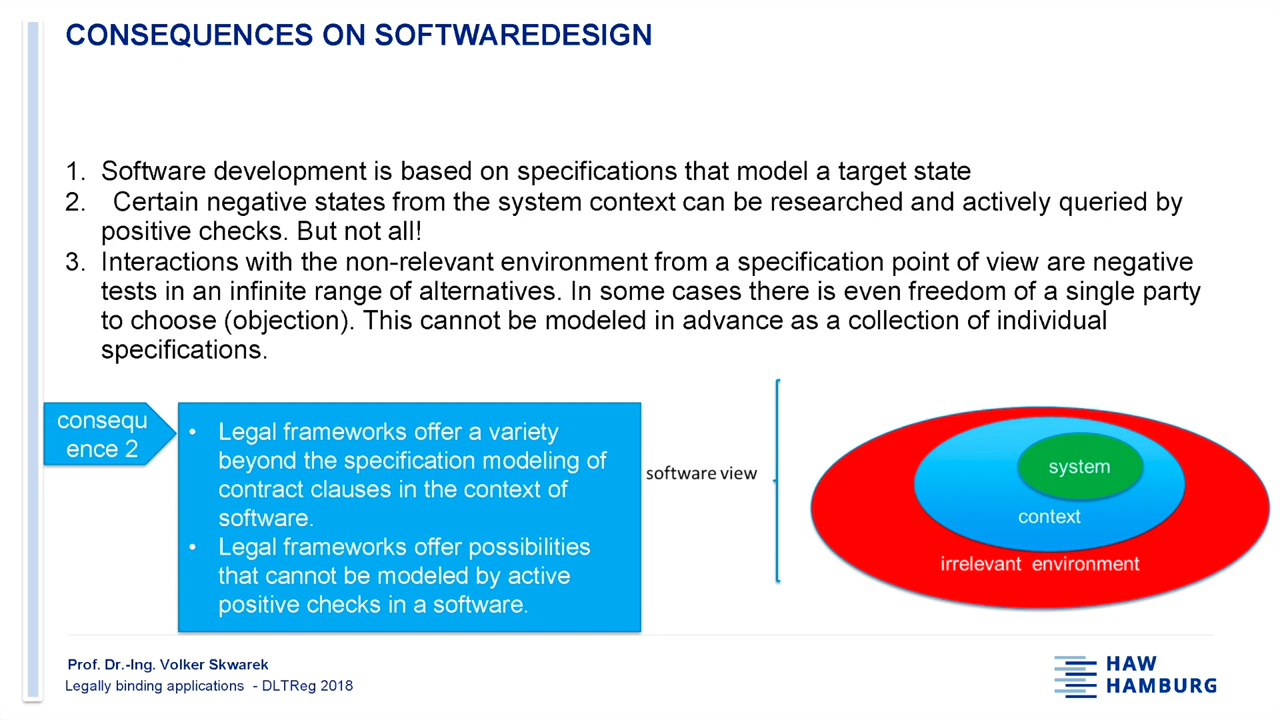 CONSEQUENCES ON SOFTWAREDESIGN
1. Software development is based on specifications that model a target state
2. Certain negative states from the system context can be researched and actively queried by
positive checks. But not all!
3. Interactions with the non-relevant environment from a specification point of view are negative
tests in an infinite range of alternatives. In some cases there is even freedom of a single party
to choose (objection). This cannot be modeled in advance as a collection of individual
specifications.
consequ
ence 2
• Legal frameworks offer a variety
beyond the specification modeling of
contract clauses in the context of
software.
• Legal frameworks offer possibilities
that cannot be modeled by active
positive checks in a software.
software view
system
context
irrelevant environment
Prof. Dr.-Ing. Volker Skwarek
Legally binding applications - DLTReg 2018
HAW
HAMBURG